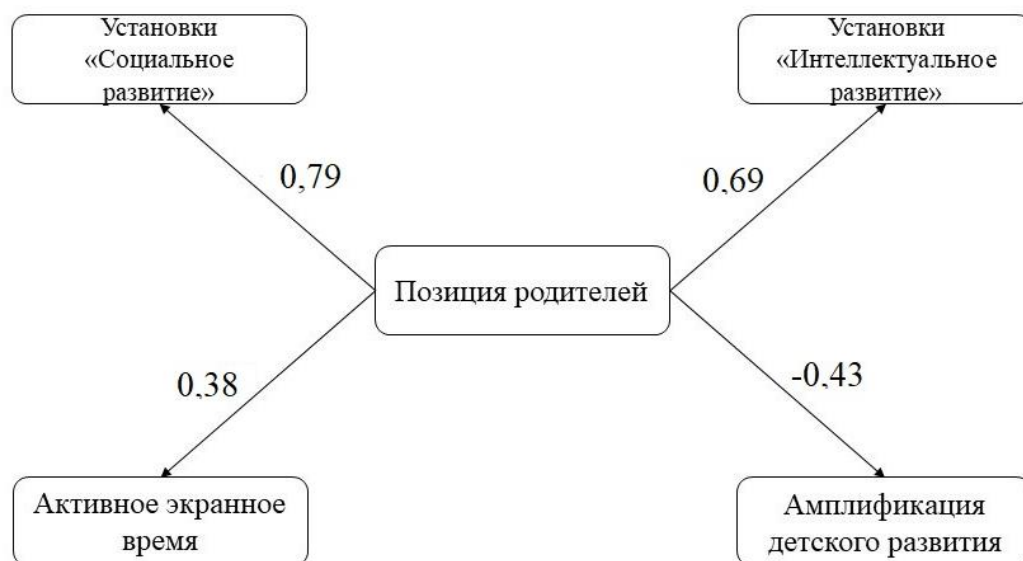 Установки
«Социальное
развитие»
Установки
«Интеллектуальное
развитие»
0,79
0,69
Позиция родителей
0,38
-0,43
Активное экранное
время
Амплификация
детского развития